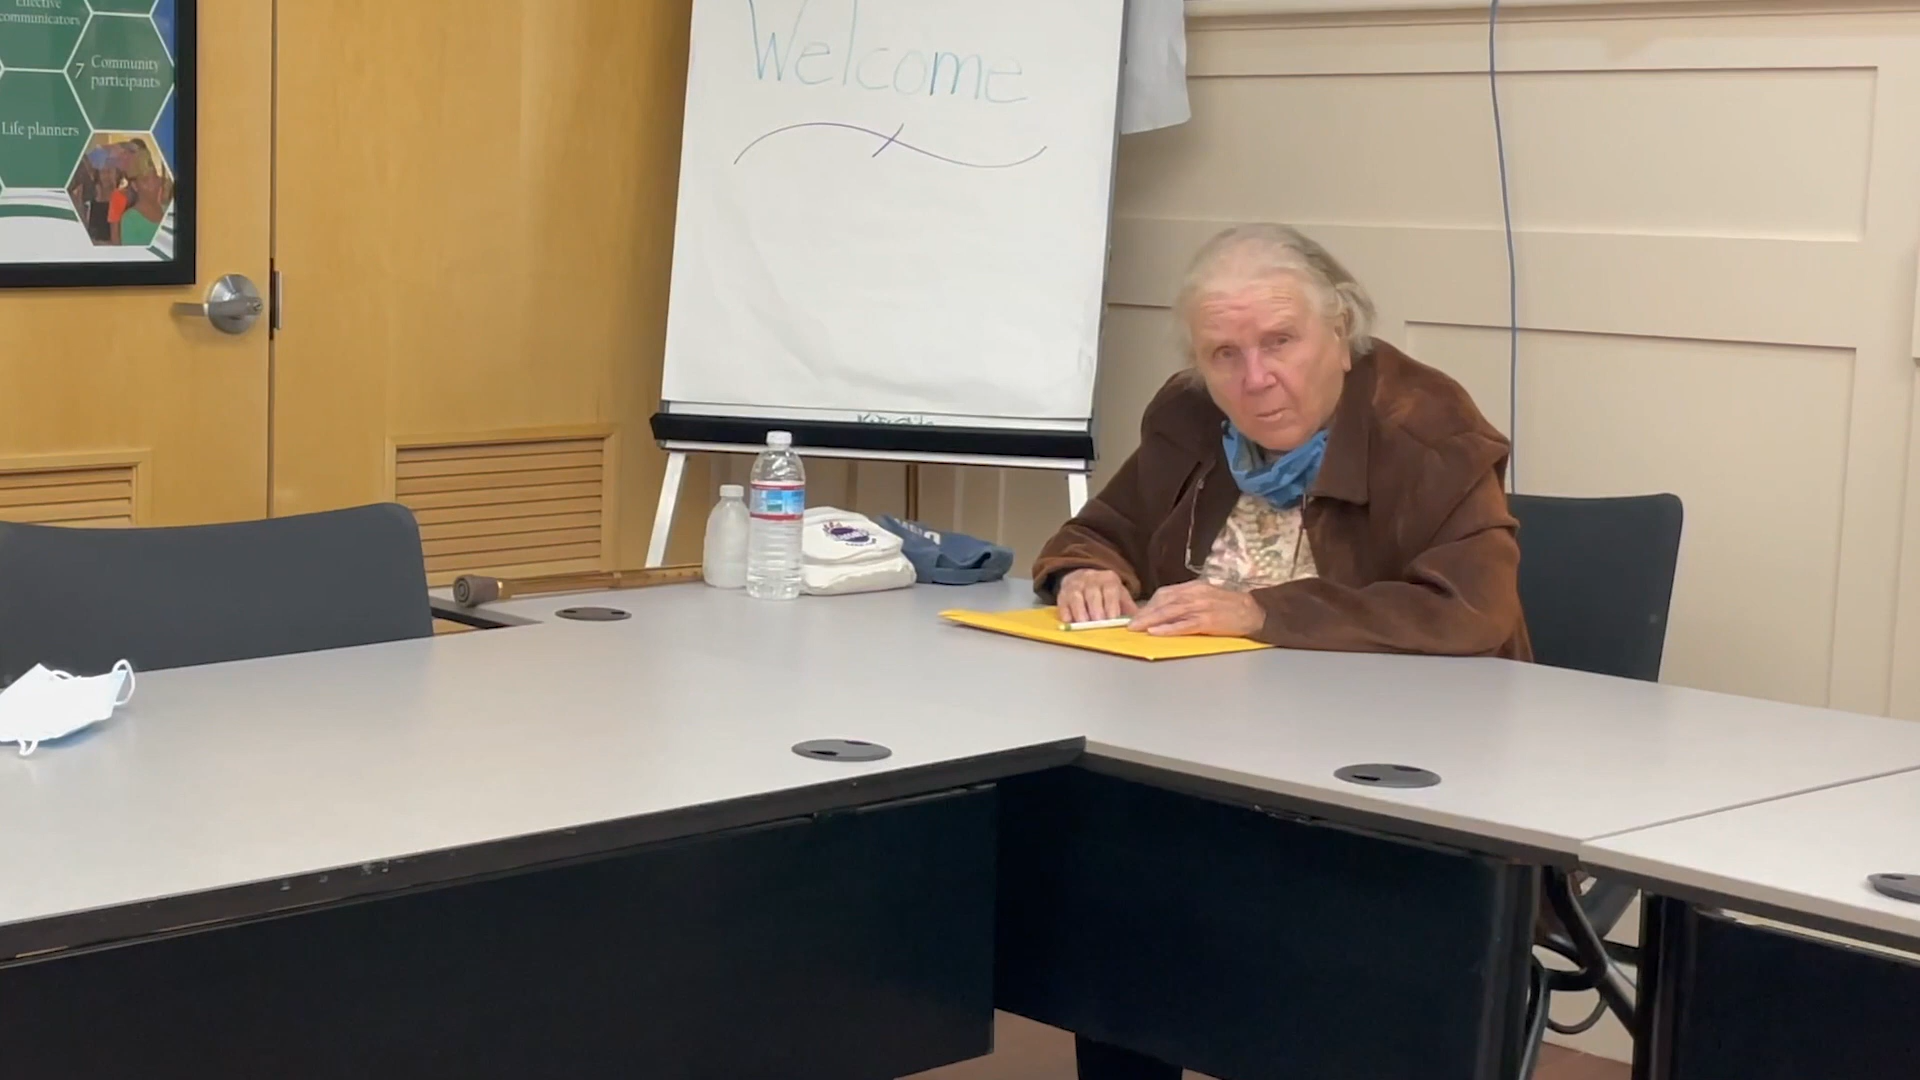 Effective
communicators
7 Community
participants
Life planners
Welcome